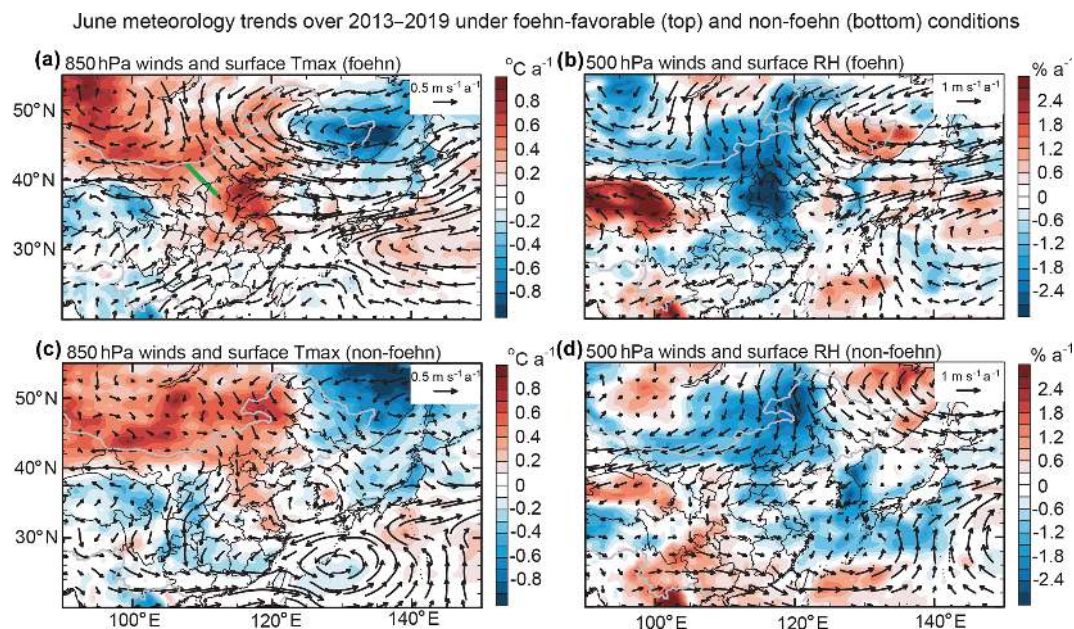 June meteorology trends over 2013–2019 under foehn-favorable (top) and non-foehn (bottom) conditions
(a) 850 hPa winds and surface Tmax (foehn) °C a⁻¹
0.5 m s⁻¹ a⁻¹
50°N
40°N
30°N
0.8
0.6
0.4
0.2
0
-0.2
-0.4
-0.6
-0.8
(b) 500 hPa winds and surface RH (foehn) % a⁻¹
1 m s⁻¹ a⁻¹
2.4
1.8
1.2
0.6
0
-0.6
-1.2
-1.8
-2.4
(c) 850 hPa winds and surface Tmax (non-foehn) °C a⁻¹
0.5 m s⁻¹ a⁻¹
50°N
40°N
30°N
100°E 120°E 140°E
0.8
0.6
0.4
0.2
0
-0.2
-0.4
-0.6
-0.8
(d) 500 hPa winds and surface RH (non-foehn) % a⁻¹
1 m s⁻¹ a⁻¹
100°E 120°E 140°E
2.4
1.8
1.2
0.6
0
-0.6
-1.2
-1.8
-2.4